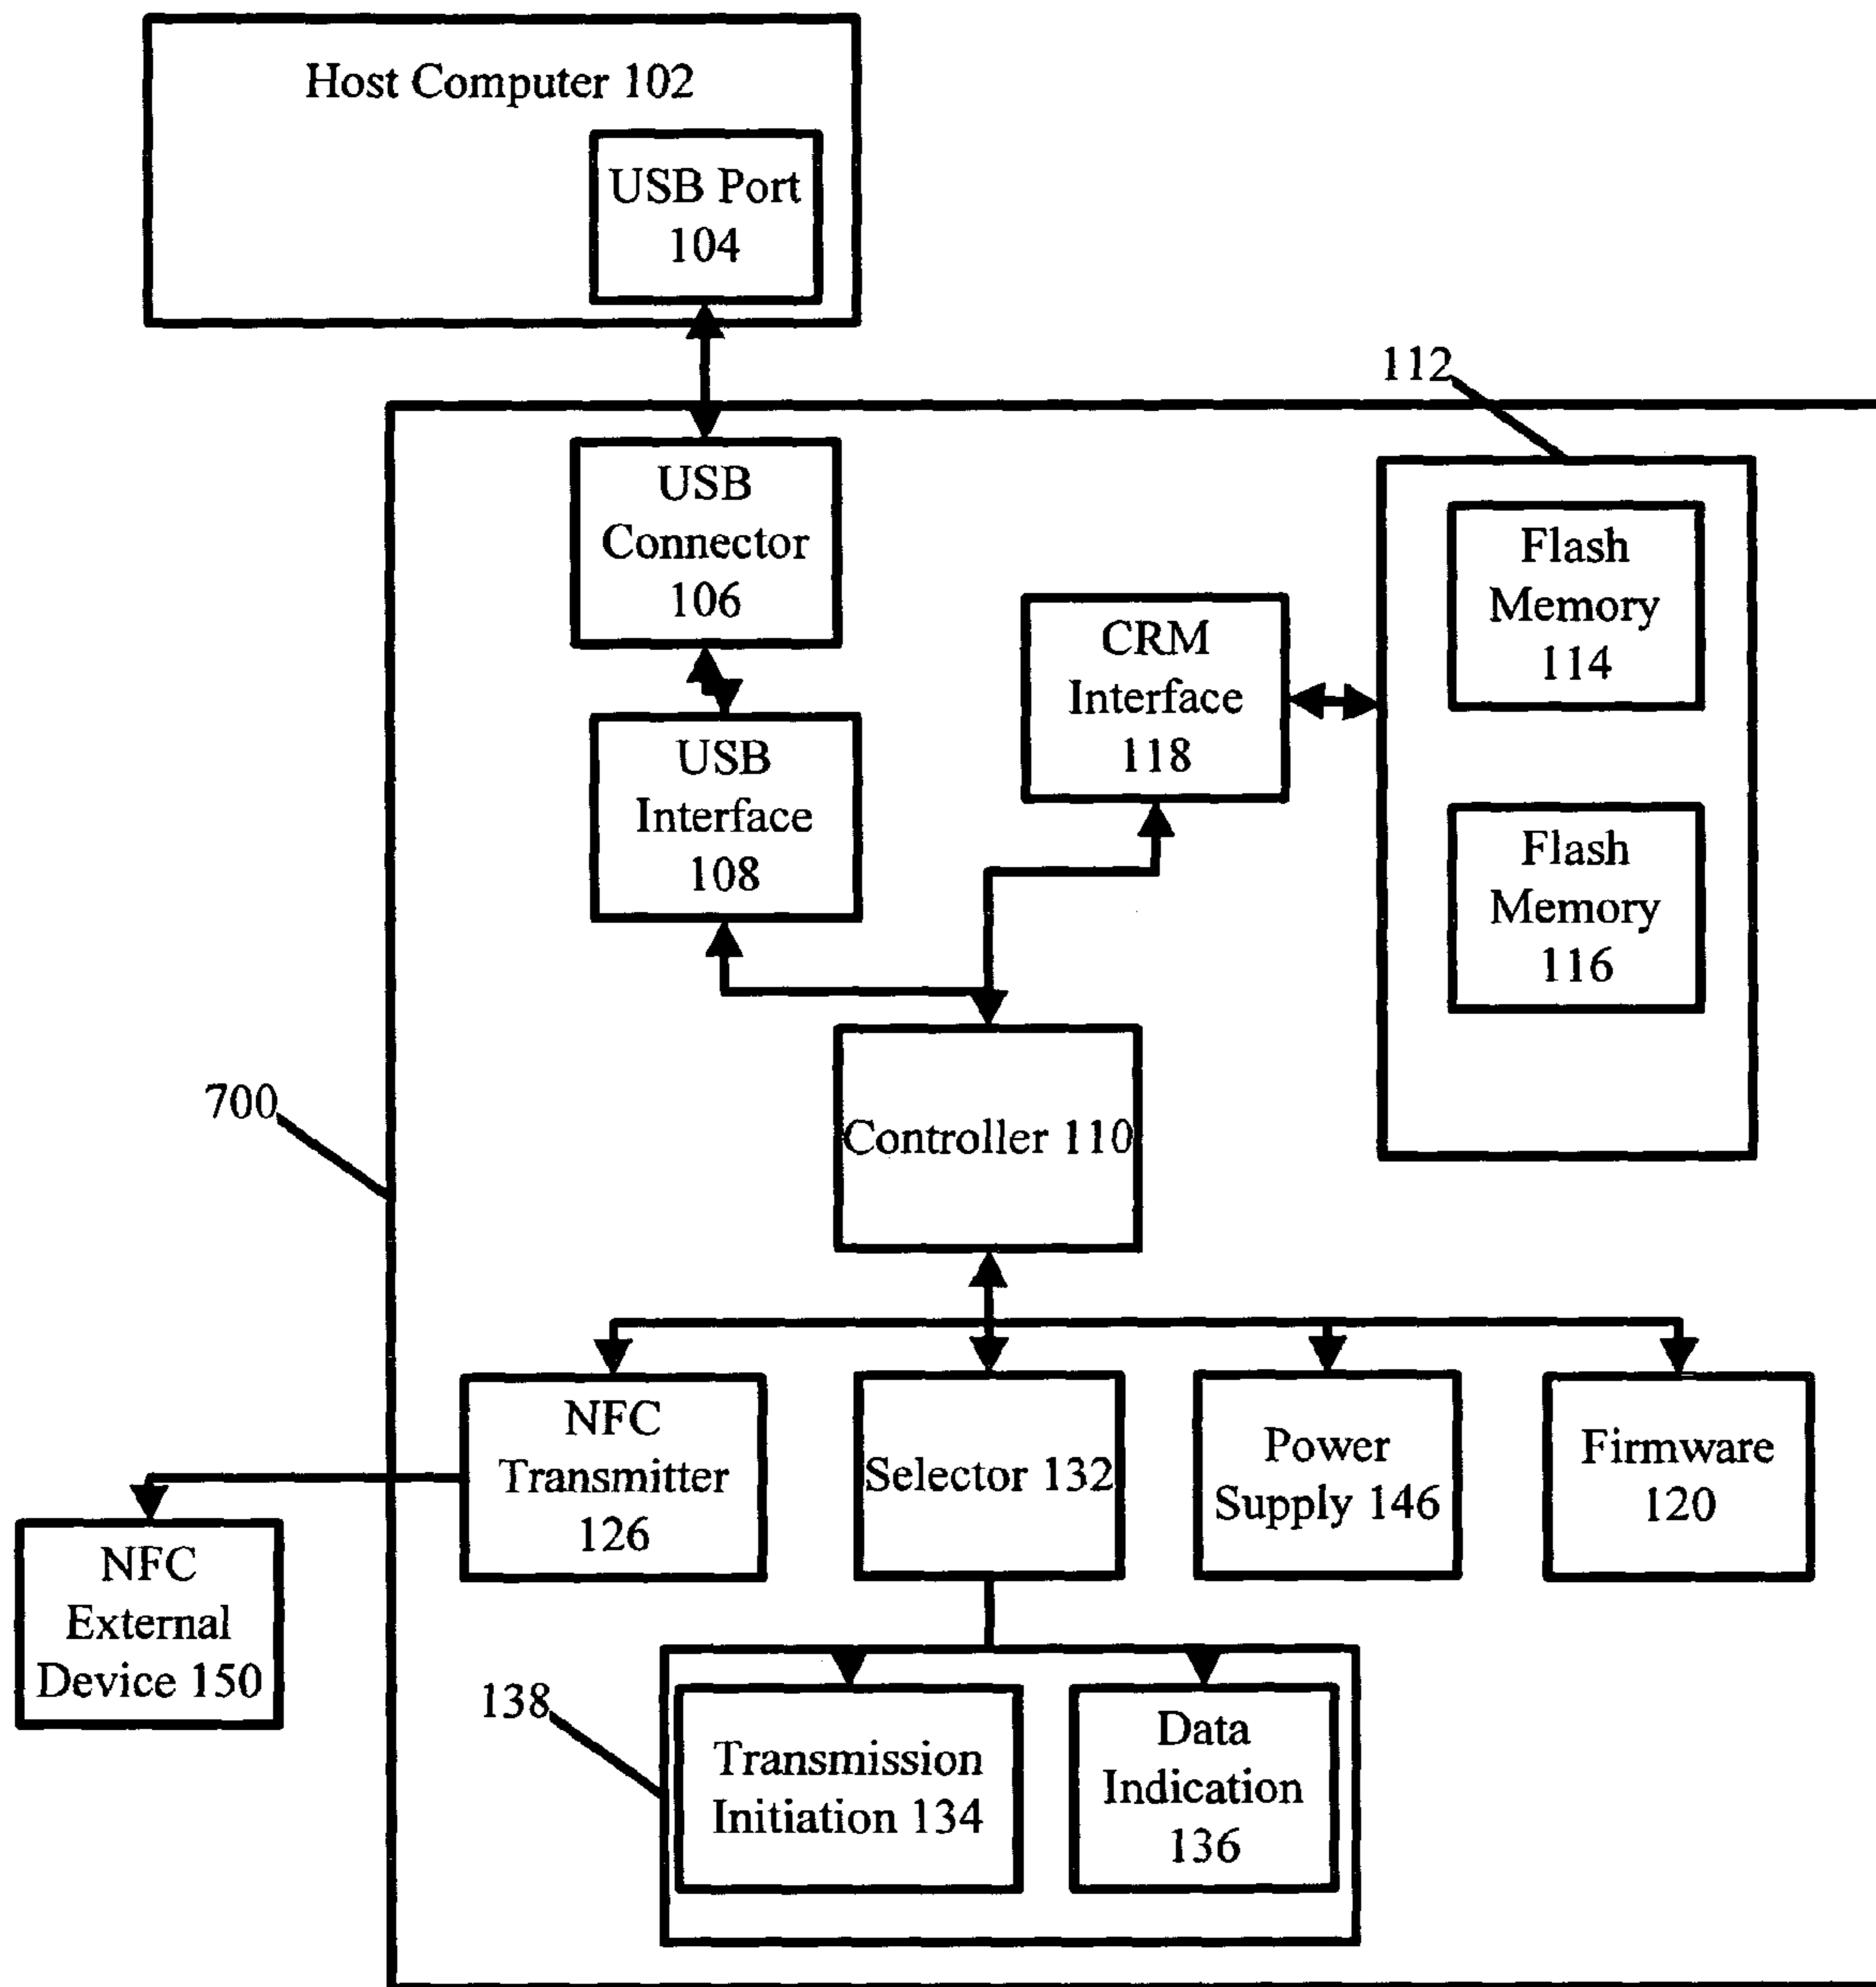 Host Computer 102
USB Port
104
112
USB
Connector
106
Flash
Memory
114
CRM
Interface
118
USB
Interface
108
Flash
Memory
116
700
Controller 110
NFC
Transmitter
126
Selector 132
Power
Supply 146
Firmware
120
NFC
External
Device 150
138
Transmission
Initiation 134
Data
Indication
136